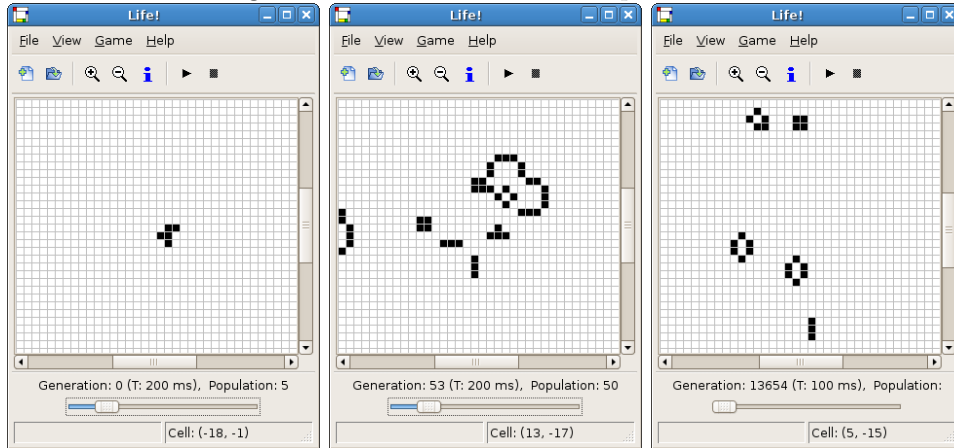 Life!
File View Game Help
Generation: 0 (T: 200 ms), Population: 5
Cell: (-18, -1)
Life!
File View Game Help
Generation: 53 (T: 200 ms), Population: 50
Cell: (13, -17)
Life!
File View Game Help
Generation: 13654 (T: 100 ms), Population:
Cell: (5, -15)